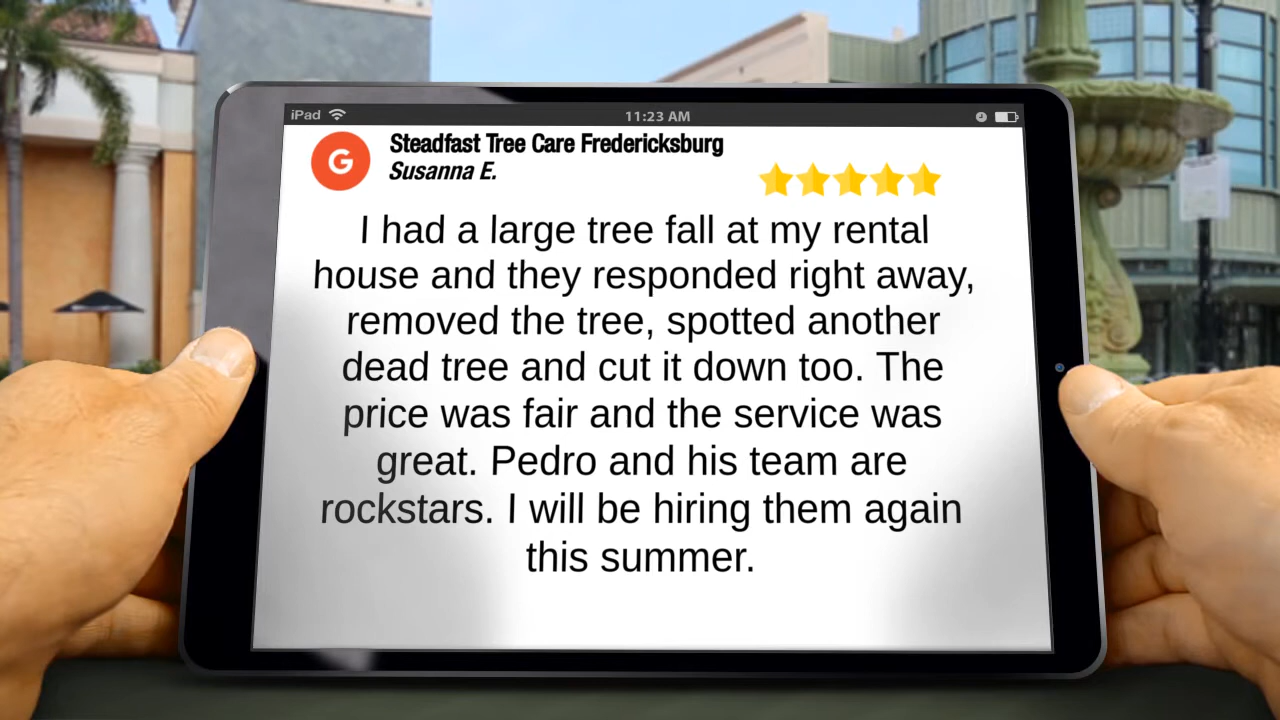 iPad
11:23 AM
G
Steadfast Tree Care Fredericksburg
Susanna E.
I had a large tree fall at my rental
house and they responded right away,
removed the tree, spotted another
dead tree and cut it down too. The
price was fair and the service was
great. Pedro and his team are
rockstars. I will be hiring them again
this summer.